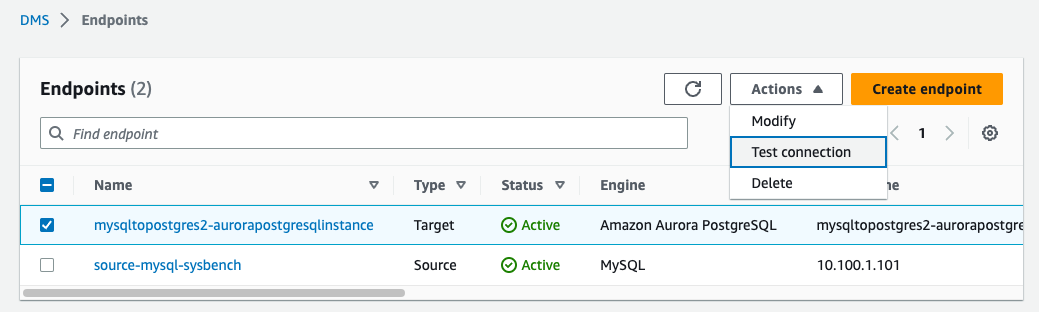 DMS > Endpoints
Endpoints (2)
Actions
Create endpoint
Modify
Find endpoint
1
Test connection
Delete
Name Type Status Engine ne
mysqltopostgres2-aurorapostgresqlinstance Target Active Amazon Aurora PostgreSQL mysqltopostgres2-aurorapostgre
source-mysql-sysbench Source Active MySQL 10.100.1.101